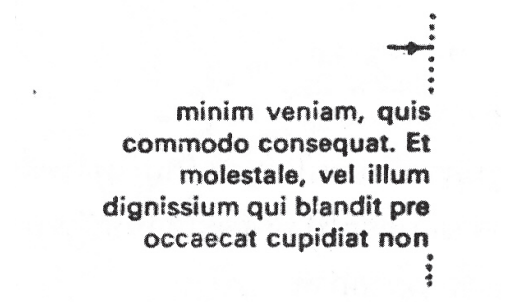 minim veniam, quis
commodo consequat. Et
molestale, vel illum
dignissium qui blandit pre
occaecat cupidiat non